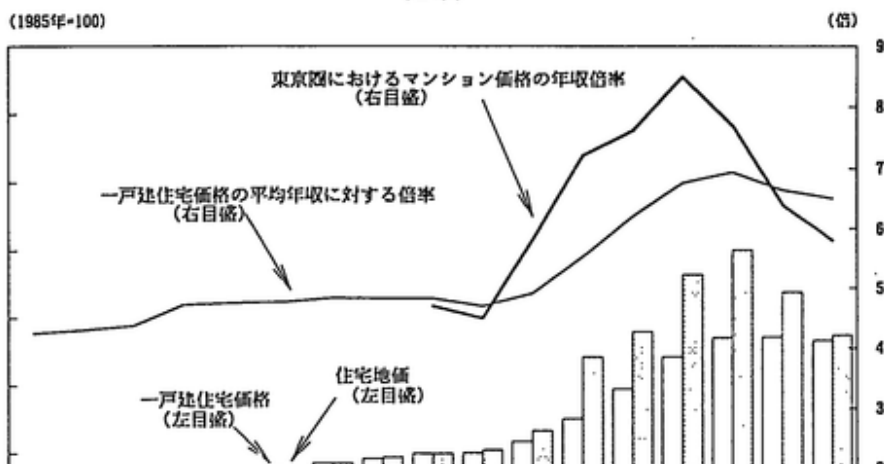 (1985年=100)
(倍)
9
東京圏におけるマンション価格の年収倍率
(右目盛)
8
7
一戸建住宅価格の平均年収に対する倍率
(右目盛)
6
5
4
住宅地価
(左目盛)
一戸建住宅価格
(左目盛)
3